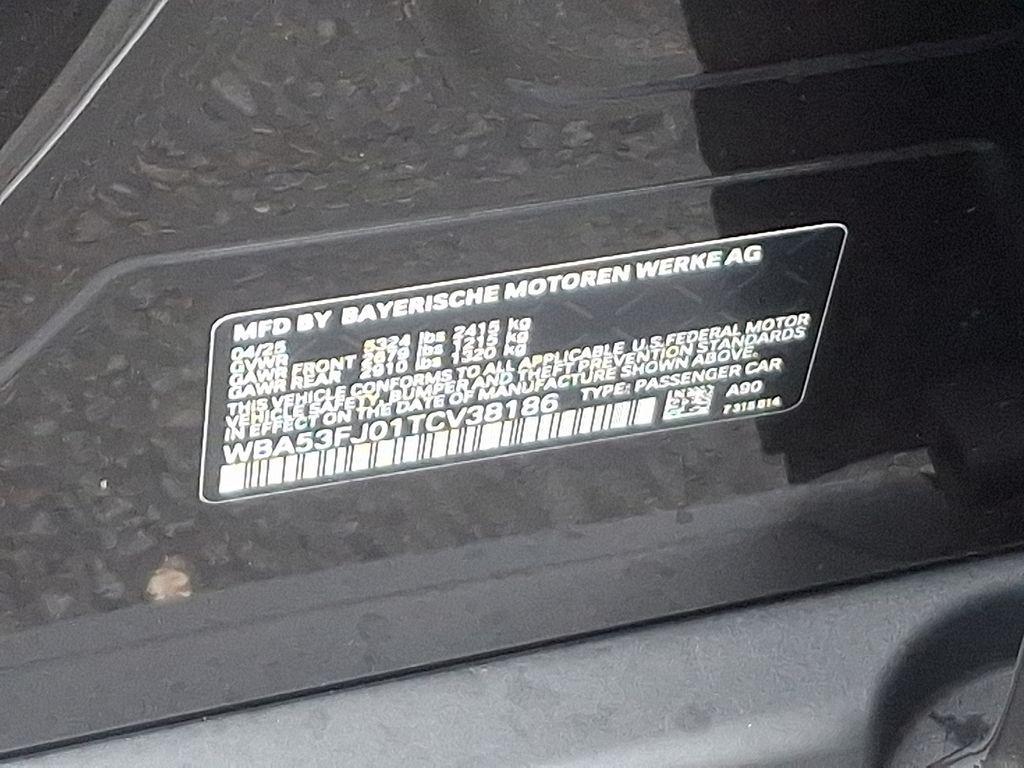 MFD BY BAYERISCHE MOTOREN WERKE AG
04/25
GVWR 5324 lbs 2415 kg
GAWR FRONT 2679 lbs 1215 kg
GAWR REAR 2910 lbs 1320 kg
THIS VEHICLE CONFORMS TO ALL APPLICABLE U.S.FEDERAL MOTOR
VEHICLE SAFETY, BUMPER AND THEFT PREVENTION STANDARDS
IN EFFECT ON THE DATE OF MANUFACTURE SHOWN ABOVE.
WBA53FJ01TCV38186 TYPE: PASSENGER CAR
A90